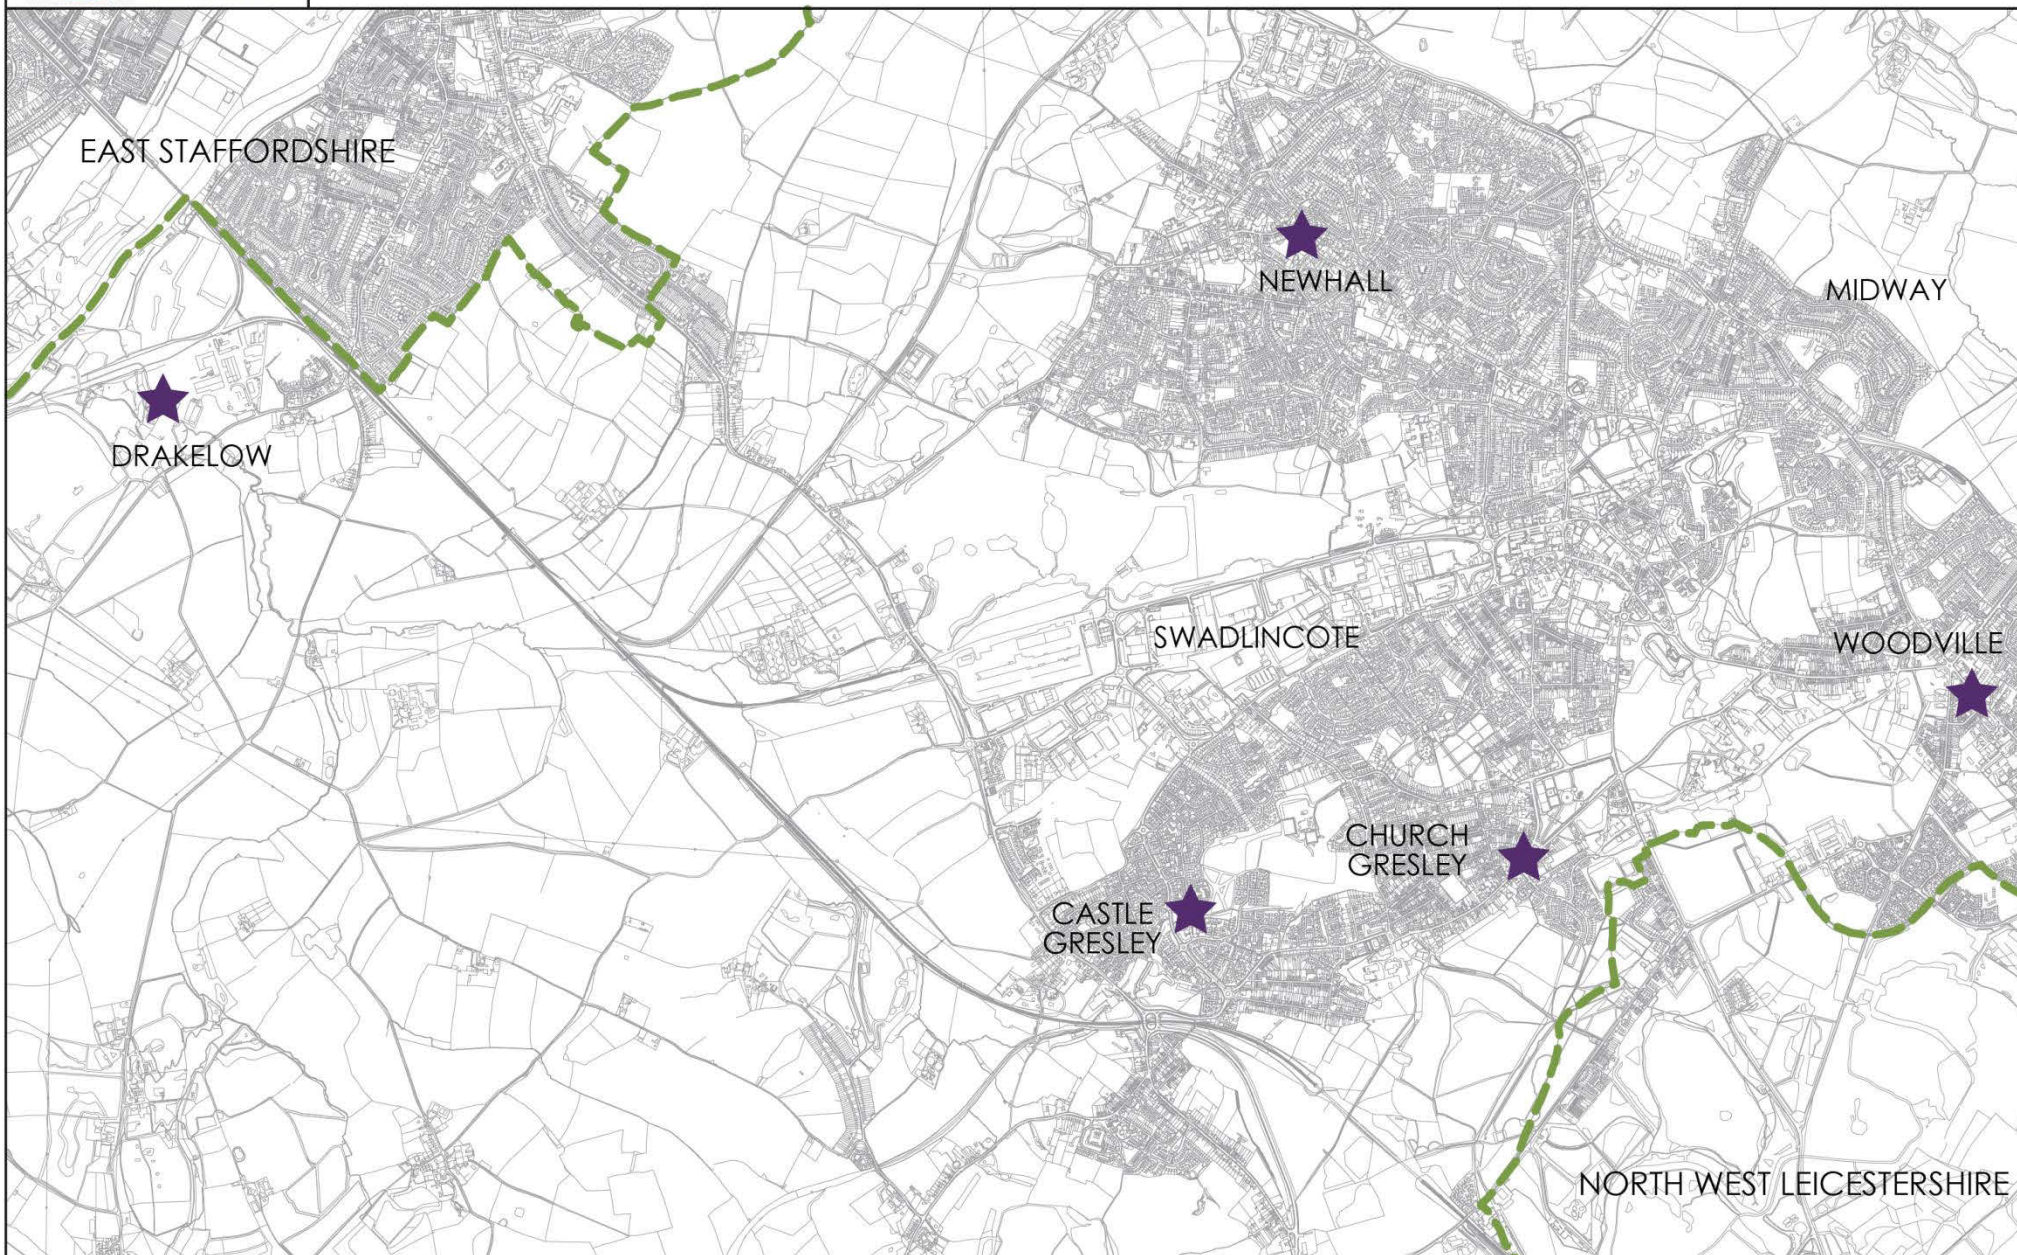 EAST STAFFORDSHIRE
NEWHALL
MIDWAY
DRAKELOW
SWADLINCOTE
WOODVILLE
CHURCH
GRESLEY
CASTLE
GRESLEY
NORTH WEST LEICESTERSHIRE